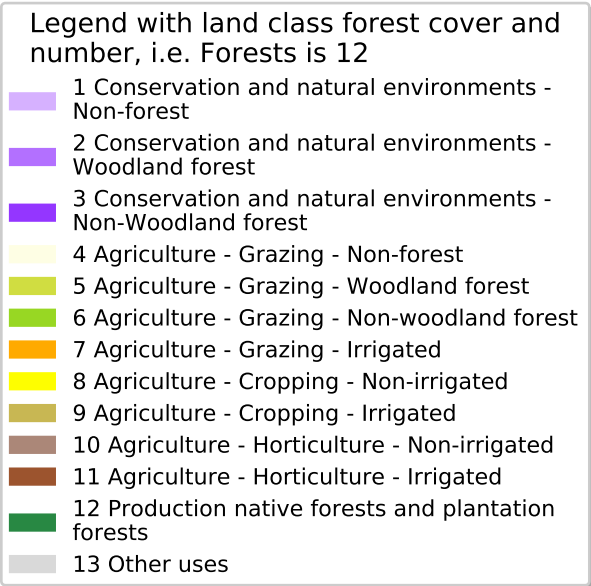 Legend with land class forest cover and
number, i.e. Forests is 12
1 Conservation and natural environments -
Non-forest
2 Conservation and natural environments -
Woodland forest
3 Conservation and natural environments -
Non-Woodland forest
4 Agriculture - Grazing - Non-forest
5 Agriculture - Grazing - Woodland forest
6 Agriculture - Grazing - Non-woodland forest
7 Agriculture - Grazing - Irrigated
8 Agriculture - Cropping - Non-irrigated
9 Agriculture - Cropping - Irrigated
10 Agriculture - Horticulture - Non-irrigated
11 Agriculture - Horticulture - Irrigated
12 Production native forests and plantation
forests
13 Other uses